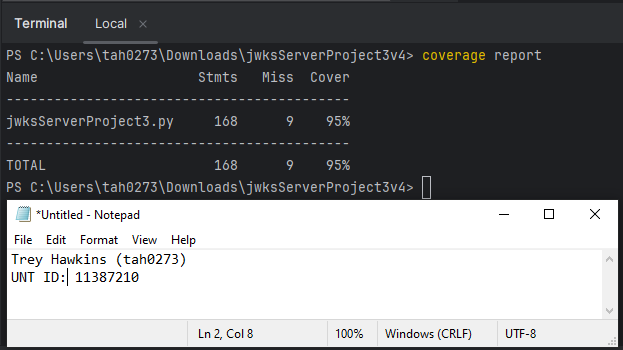 Terminal Local ×
PS C:\Users\tah0273\Downloads\jwksServerProject3v4> coverage report
Name Stmts Miss Cover
-------------------------------------------
jwksServerProject3.py 168 9 95%
-------------------------------------------
TOTAL 168 9 95%
PS C:\Users\tah0273\Downloads\jwksServerProject3v4>
*Untitled - Notepad
File Edit Format View Help
Trey Hawkins (tah0273)
UNT ID: 11387210
Ln 2, Col 8 100% Windows (CRLF) UTF-8